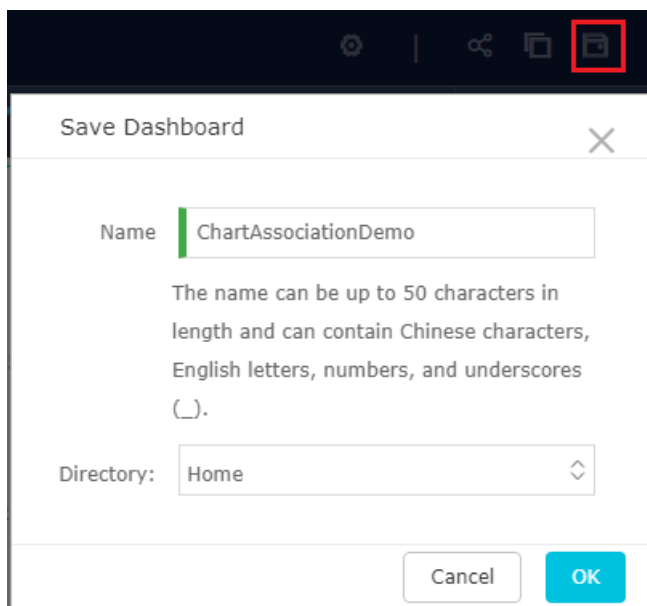 Save Dashboard
Name
ChartAssociationDemo
The name can be up to 50 characters in
length and can contain Chinese characters,
English letters, numbers, and underscores
(_).
Directory:
Home
Cancel
OK